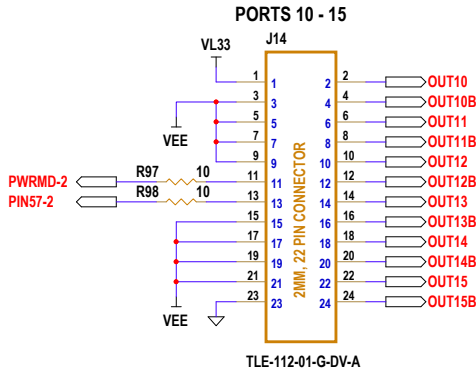 PORTS 10 - 15
J14
VL33
1 1 2 2 OUT10
3 3 4 4 OUT10B
5 5 6 6 OUT11
VEE 7 7 8 8 OUT11B
9 9 10 10 OUT12
PWRMD-2 R97 10 11 11 12 12 OUT12B
PIN57-2 R98 10 13 13 14 14 OUT13
15 15 16 16 OUT13B
17 17 18 18 OUT14
19 19 20 20 OUT14B
21 21 22 22 OUT15
VEE 23 23 24 24 OUT15B
2MM, 22 PIN CONNECTOR
TLE-112-01-G-DV-A